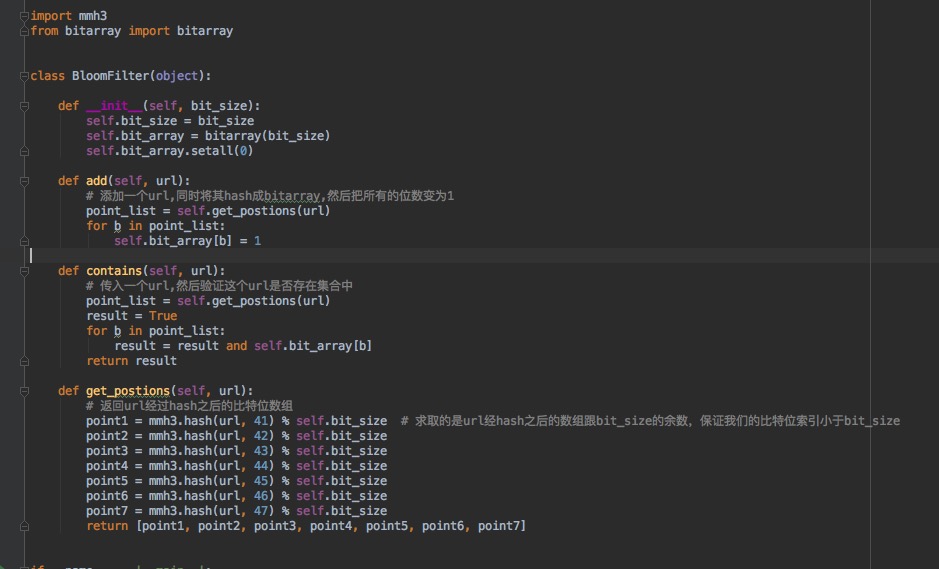 import mmh3
from bitarray import bitarray
class BloomFilter(object):
def __init__(self, bit_size):
self.bit_size = bit_size
self.bit_array = bitarray(bit_size)
self.bit_array.setall(0)
def add(self, url):
# 添加一个url,同时将其hash成bitarray,然后把所有的位数变为1
point_list = self.get_postions(url)
for b in point_list:
self.bit_array[b] = 1
def contains(self, url):
# 传入一个url,然后验证这个url是否存在集合中
point_list = self.get_postions(url)
result = True
for b in point_list:
result = result and self.bit_array[b]
return result
def get_postions(self, url):
# 返回url经过hash之后的比特位数组
point1 = mmh3.hash(url, 41) % self.bit_size  # 求取的是url经hash之后的数组跟bit_size的余数，保证我们的比特位索引小于bit_size
point2 = mmh3.hash(url, 42) % self.bit_size
point3 = mmh3.hash(url, 43) % self.bit_size
point4 = mmh3.hash(url, 44) % self.bit_size
point5 = mmh3.hash(url, 45) % self.bit_size
point6 = mmh3.hash(url, 46) % self.bit_size
point7 = mmh3.hash(url, 47) % self.bit_size
return [point1, point2, point3, point4, point5, point6, point7]